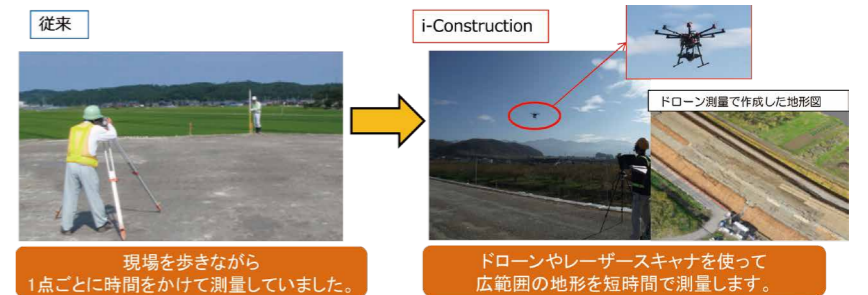 従来
i-Construction
ドローン測量で作成した地形図
現場を歩きながら
1点ごとに時間をかけて測量していました。
ドローンやレーザースキャナを使って
広範囲の地形を短時間で測量します。